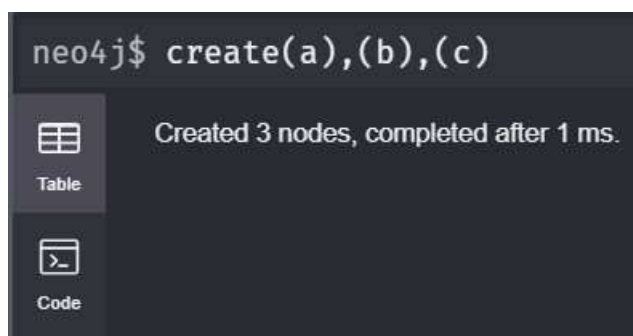 neo4j$ create(a),(b),(c)
Created 3 nodes, completed after 1 ms.
Table
Code